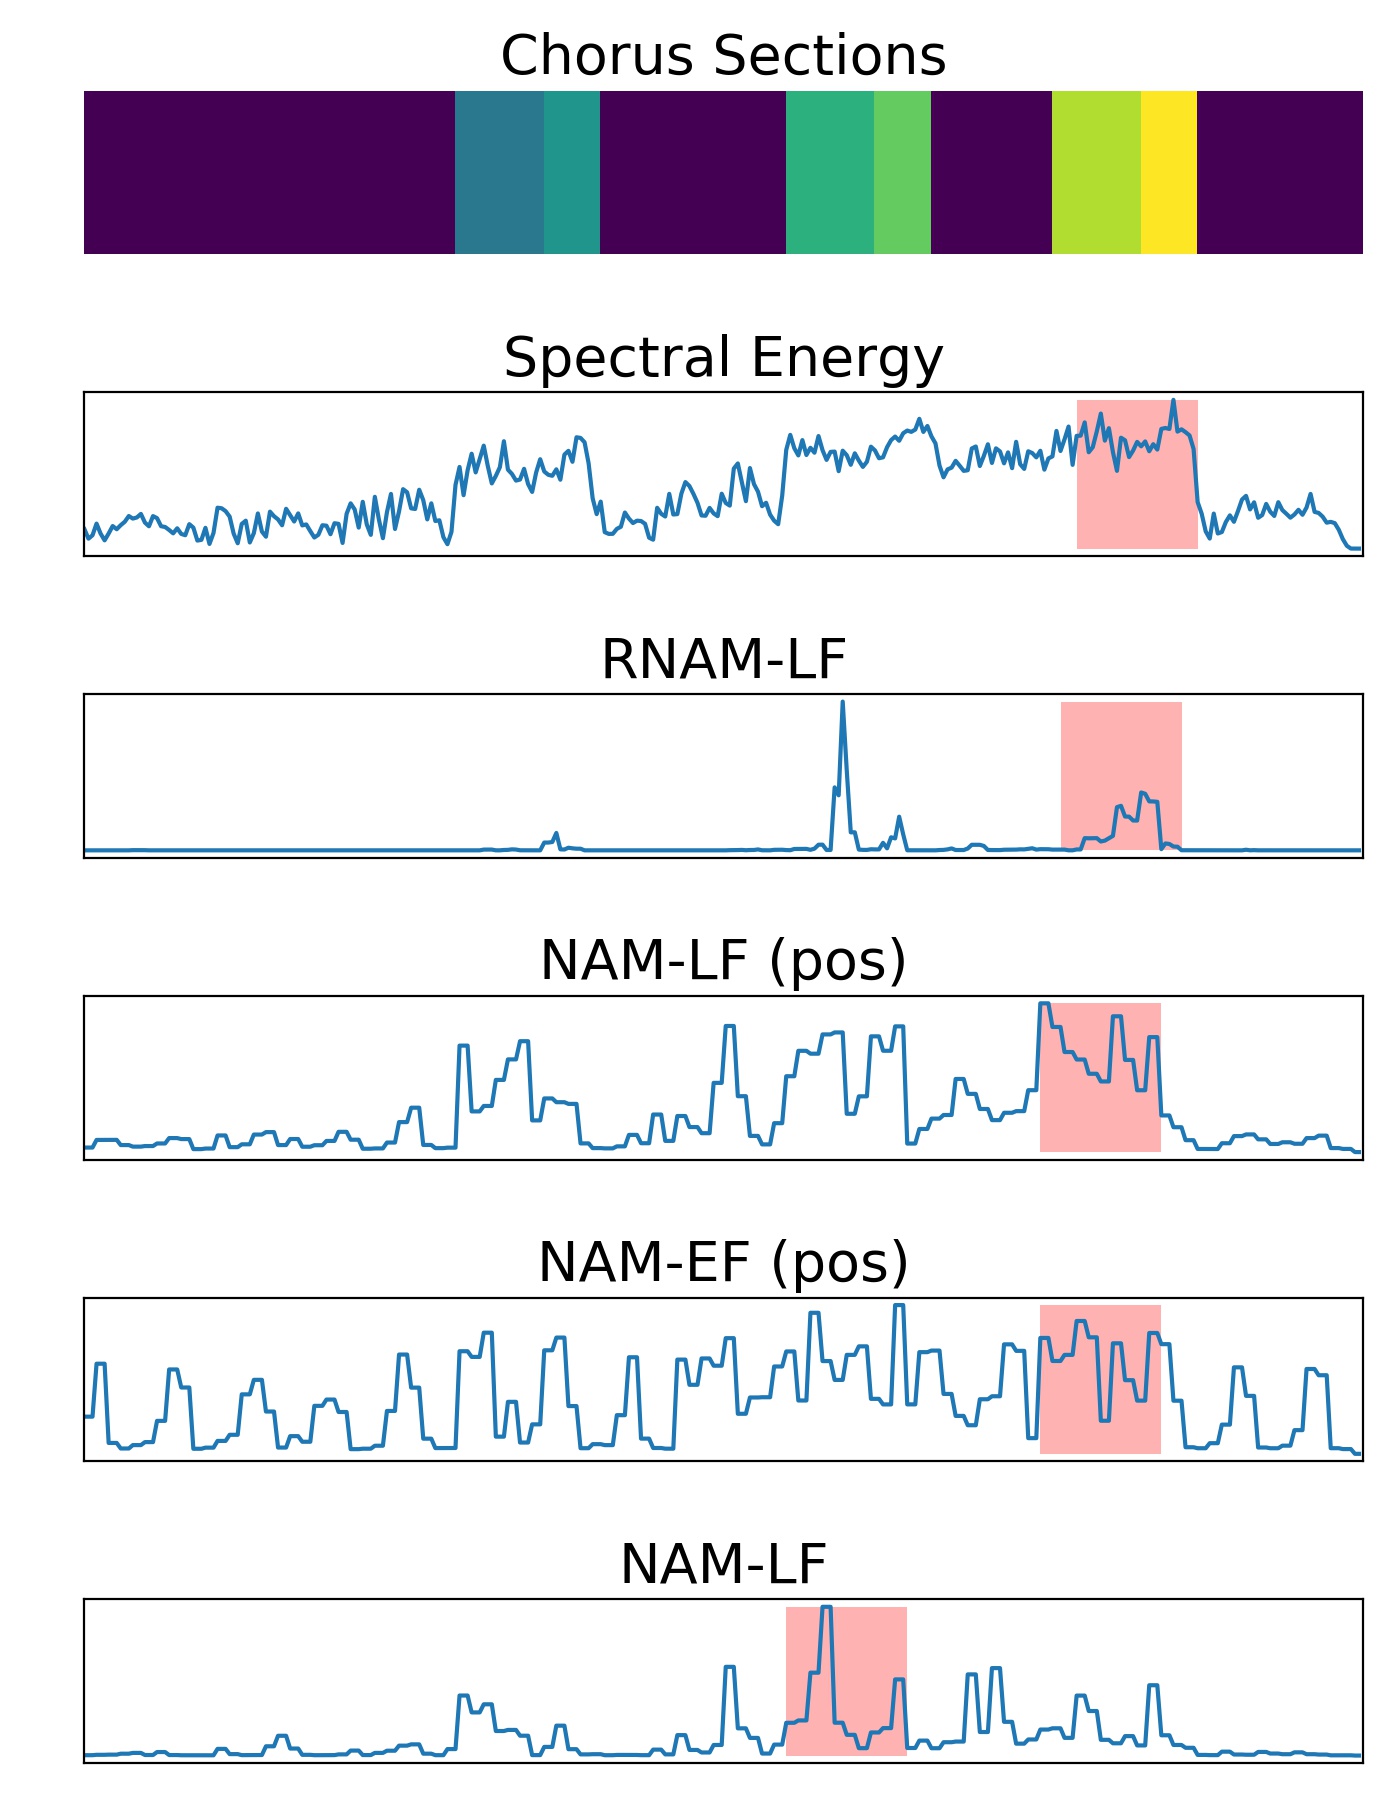 Chorus Sections
Spectral Energy
RNAM-LF
NAM-LF (pos)
NAM-EF (pos)
NAM-LF